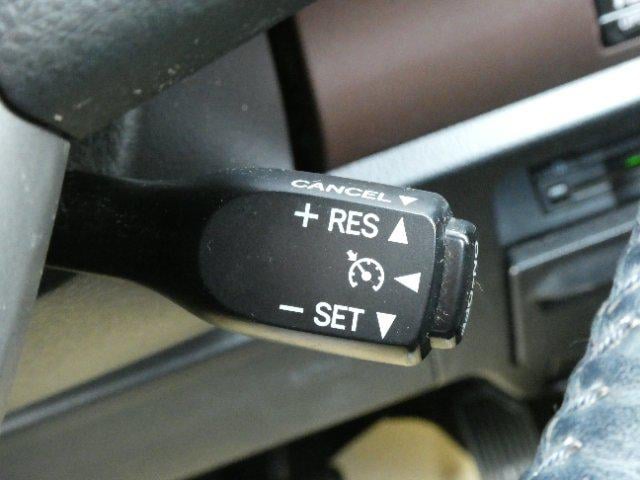 CANCEL ▼
+ RES ▲
◀
− SET ▼